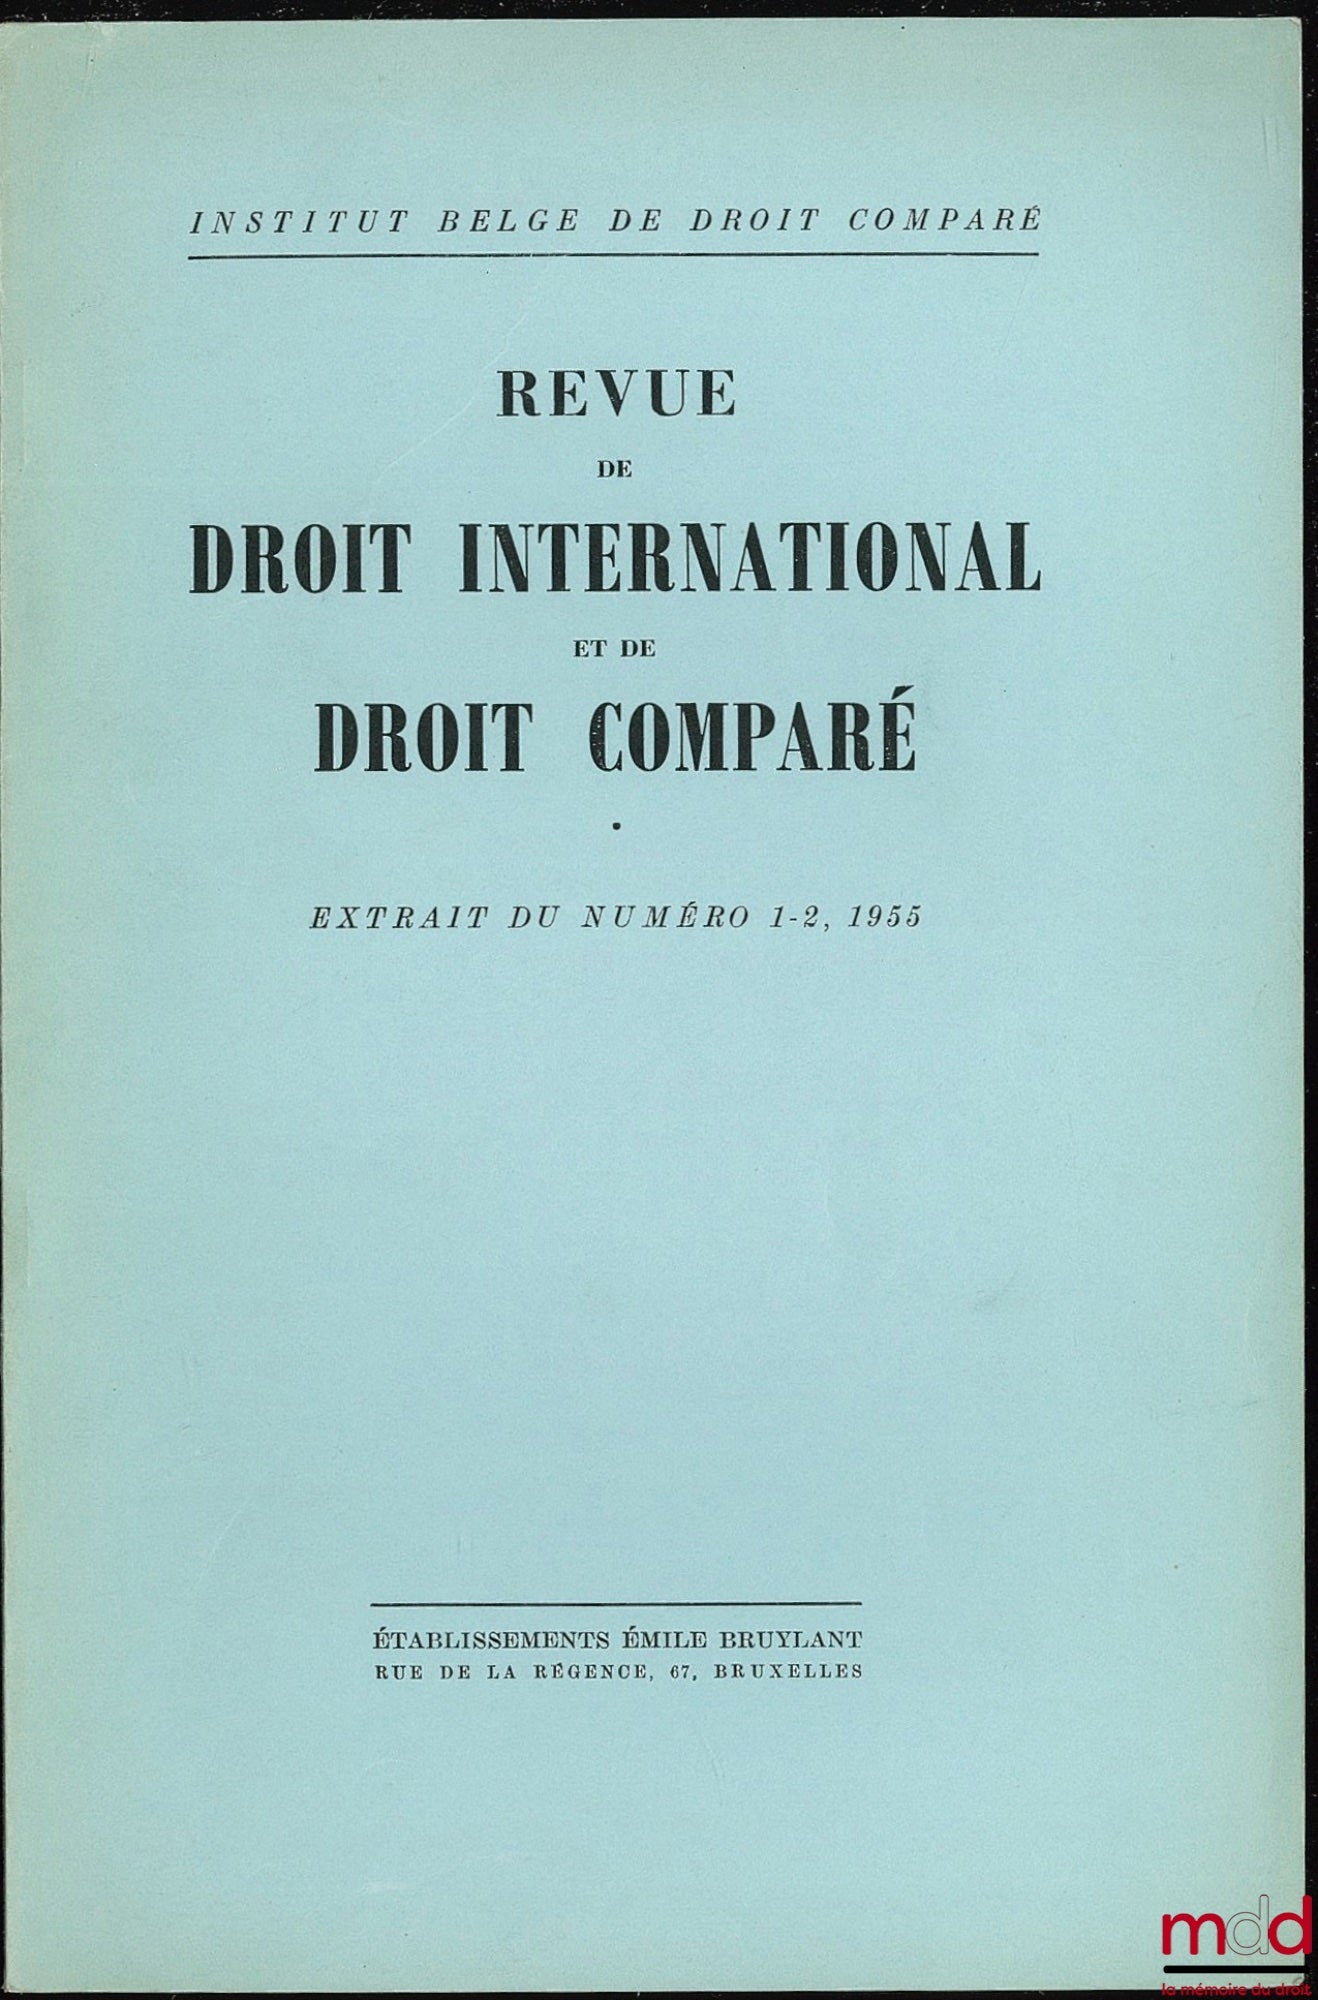 INSTITUT BELGE DE DROIT COMPARÉ
REVUE
DE
DROIT INTERNATIONAL
ET DE
DROIT COMPARÉ
•
EXTRAIT DU NUMÉRO 1-2, 1955
ÉTABLISSEMENTS ÉMILE BRUYLANT
RUE DE LA RÉGENCE, 67, BRUXELLES
mdd
la mémoire du droit